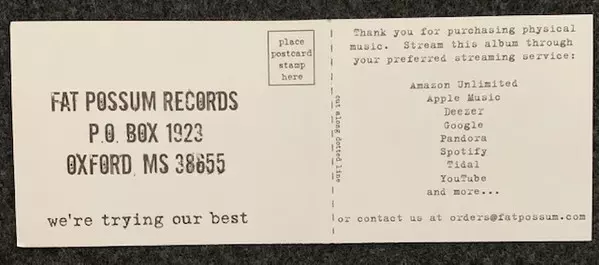 place
postcard
stamp
here
FAT POSSUM RECORDS
P.O. BOX 1923
OXFORD, MS 38655
we're trying our best
cut along dotted line
Thank you for purchasing physical
music. Stream this album through
your preferred streaming service:
Amazon Unlimited
Apple Music
Deezer
Google
Pandora
Spotify
Tidal
YouTube
and more...
or contact us at orders@fatpossum.com